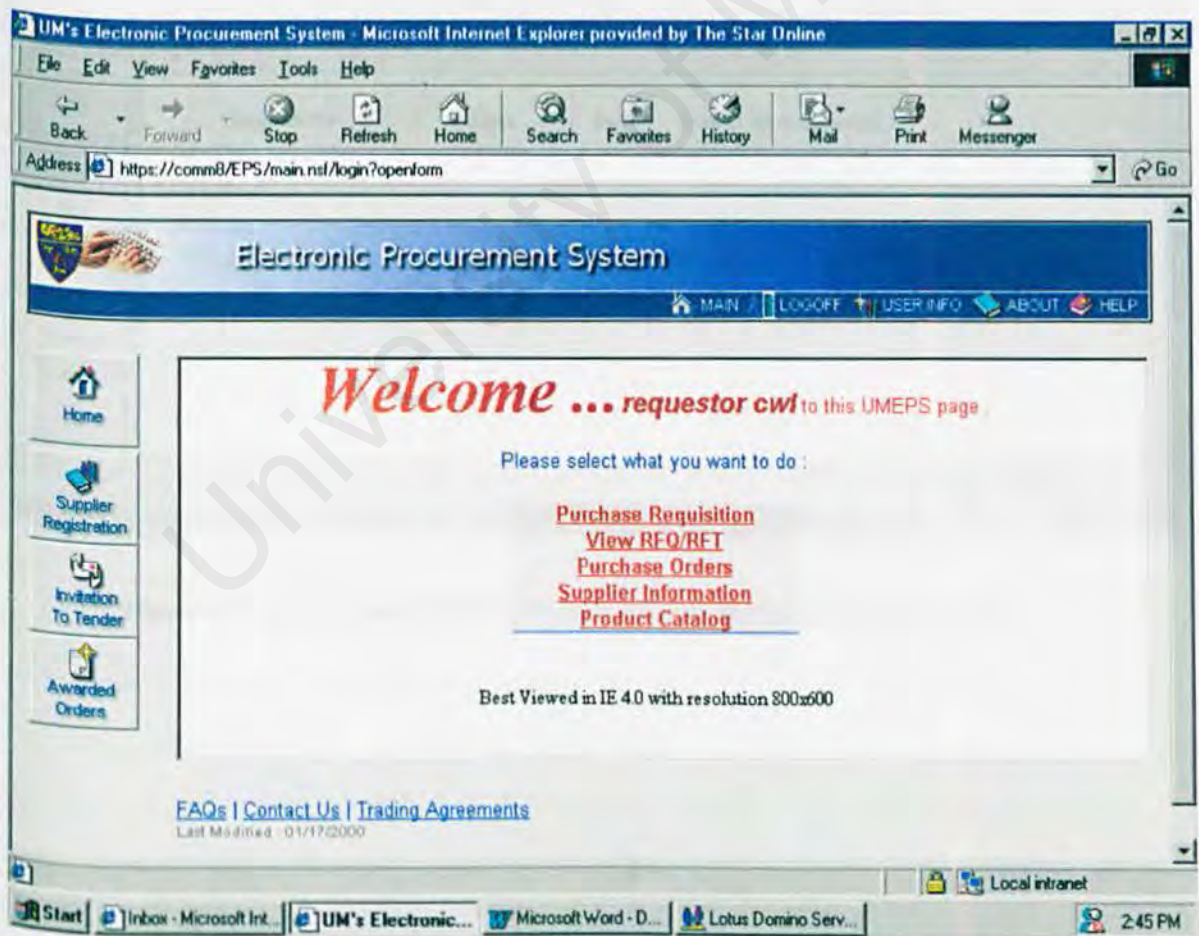 UM's Electronic Procurement System - Microsoft Internet Explorer provided by The Star Online
File Edit View Favorites Tools Help
Back Forward Stop Refresh Home Search Favorites History Mail Print Messenger
Address https://comm8/EPS/main.nsf/login?openform Go
Electronic Procurement System
MAIN LOGOFF USER INFO ABOUT HELP
Home
Supplier
Registration
Invitation
To Tender
Awarded
Orders
Welcome ... requestor cwl to this UMEPS page
Please select what you want to do :
Purchase Requisition
View RFQ/RFT
Purchase Orders
Supplier Information
Product Catalog
Best Viewed in IE 4.0 with resolution 800x600
FAQs | Contact Us | Trading Agreements
Last Modified : 01/17/2000
Local intranet
Start Inbox - Microsoft Int... UM's Electronic... Microsoft Word - D... Lotus Domino Serv... 2:45 PM
University of M